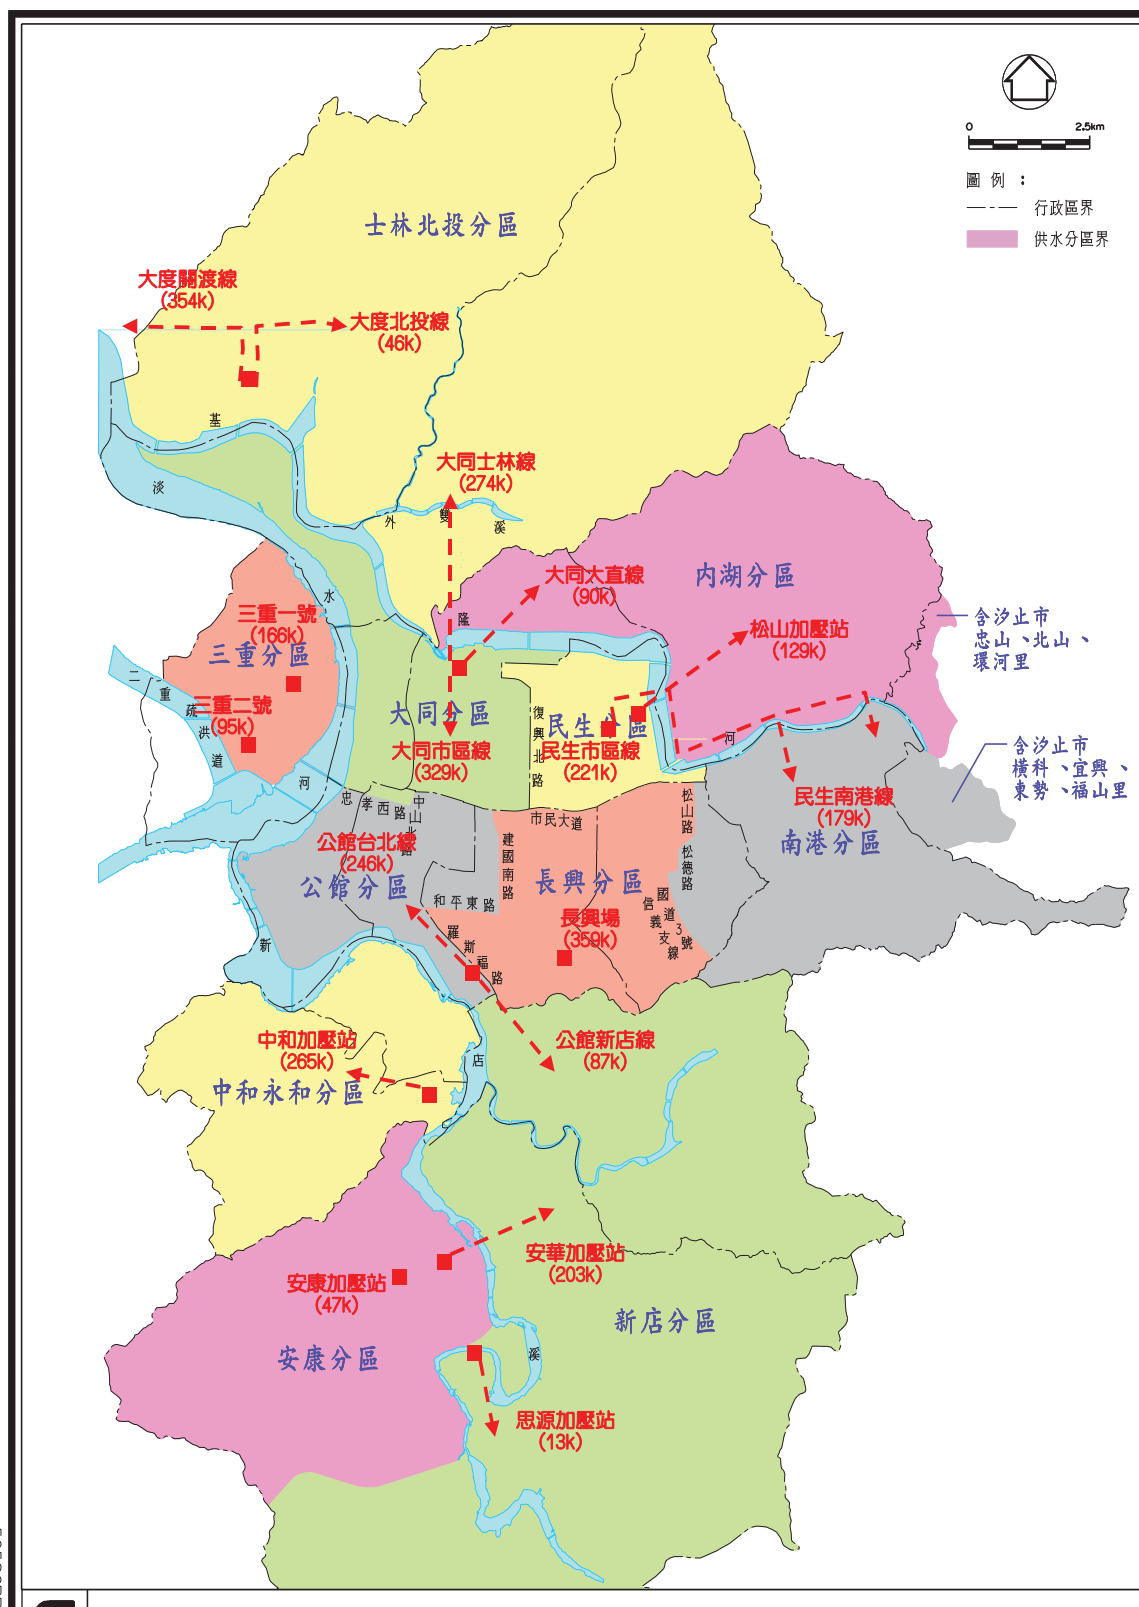 0 2.5km
圖例：
行政區界
供水分區界
士林北投分區
大度關渡線
(354k)
大度北投線
(46k)
基
淡
大同士林線
(274k)
外 雙 溪
內湖分區
大同大直線
(90k)
水
隆
三重一號
(166k)
三重分區
含汐止市
忠山、北山、
環河里
松山加壓站
(129k)
二重疏洪道
三重二號
(95k)
大同分區
復興北路
民生分區
河
大同市區線
(329k)
民生市區線
(221k)
含汐止市
橫科、宜興、
東勢、福山里
河
忠孝西路
中山北路
市民大道
松山路
民生南港線
(179k)
南港分區
公館台北線
(246k)
公館分區
建國南路
長興分區
松德路
和平東路
信義支線
國道3號
長興場
(359k)
新
羅斯福路
中和加壓站
(265k)
中和永和分區
店
公館新店線
(87k)
安華加壓站
(203k)
安康加壓站
(47k)
新店分區
安康分區
溪
思源加壓站
(13k)